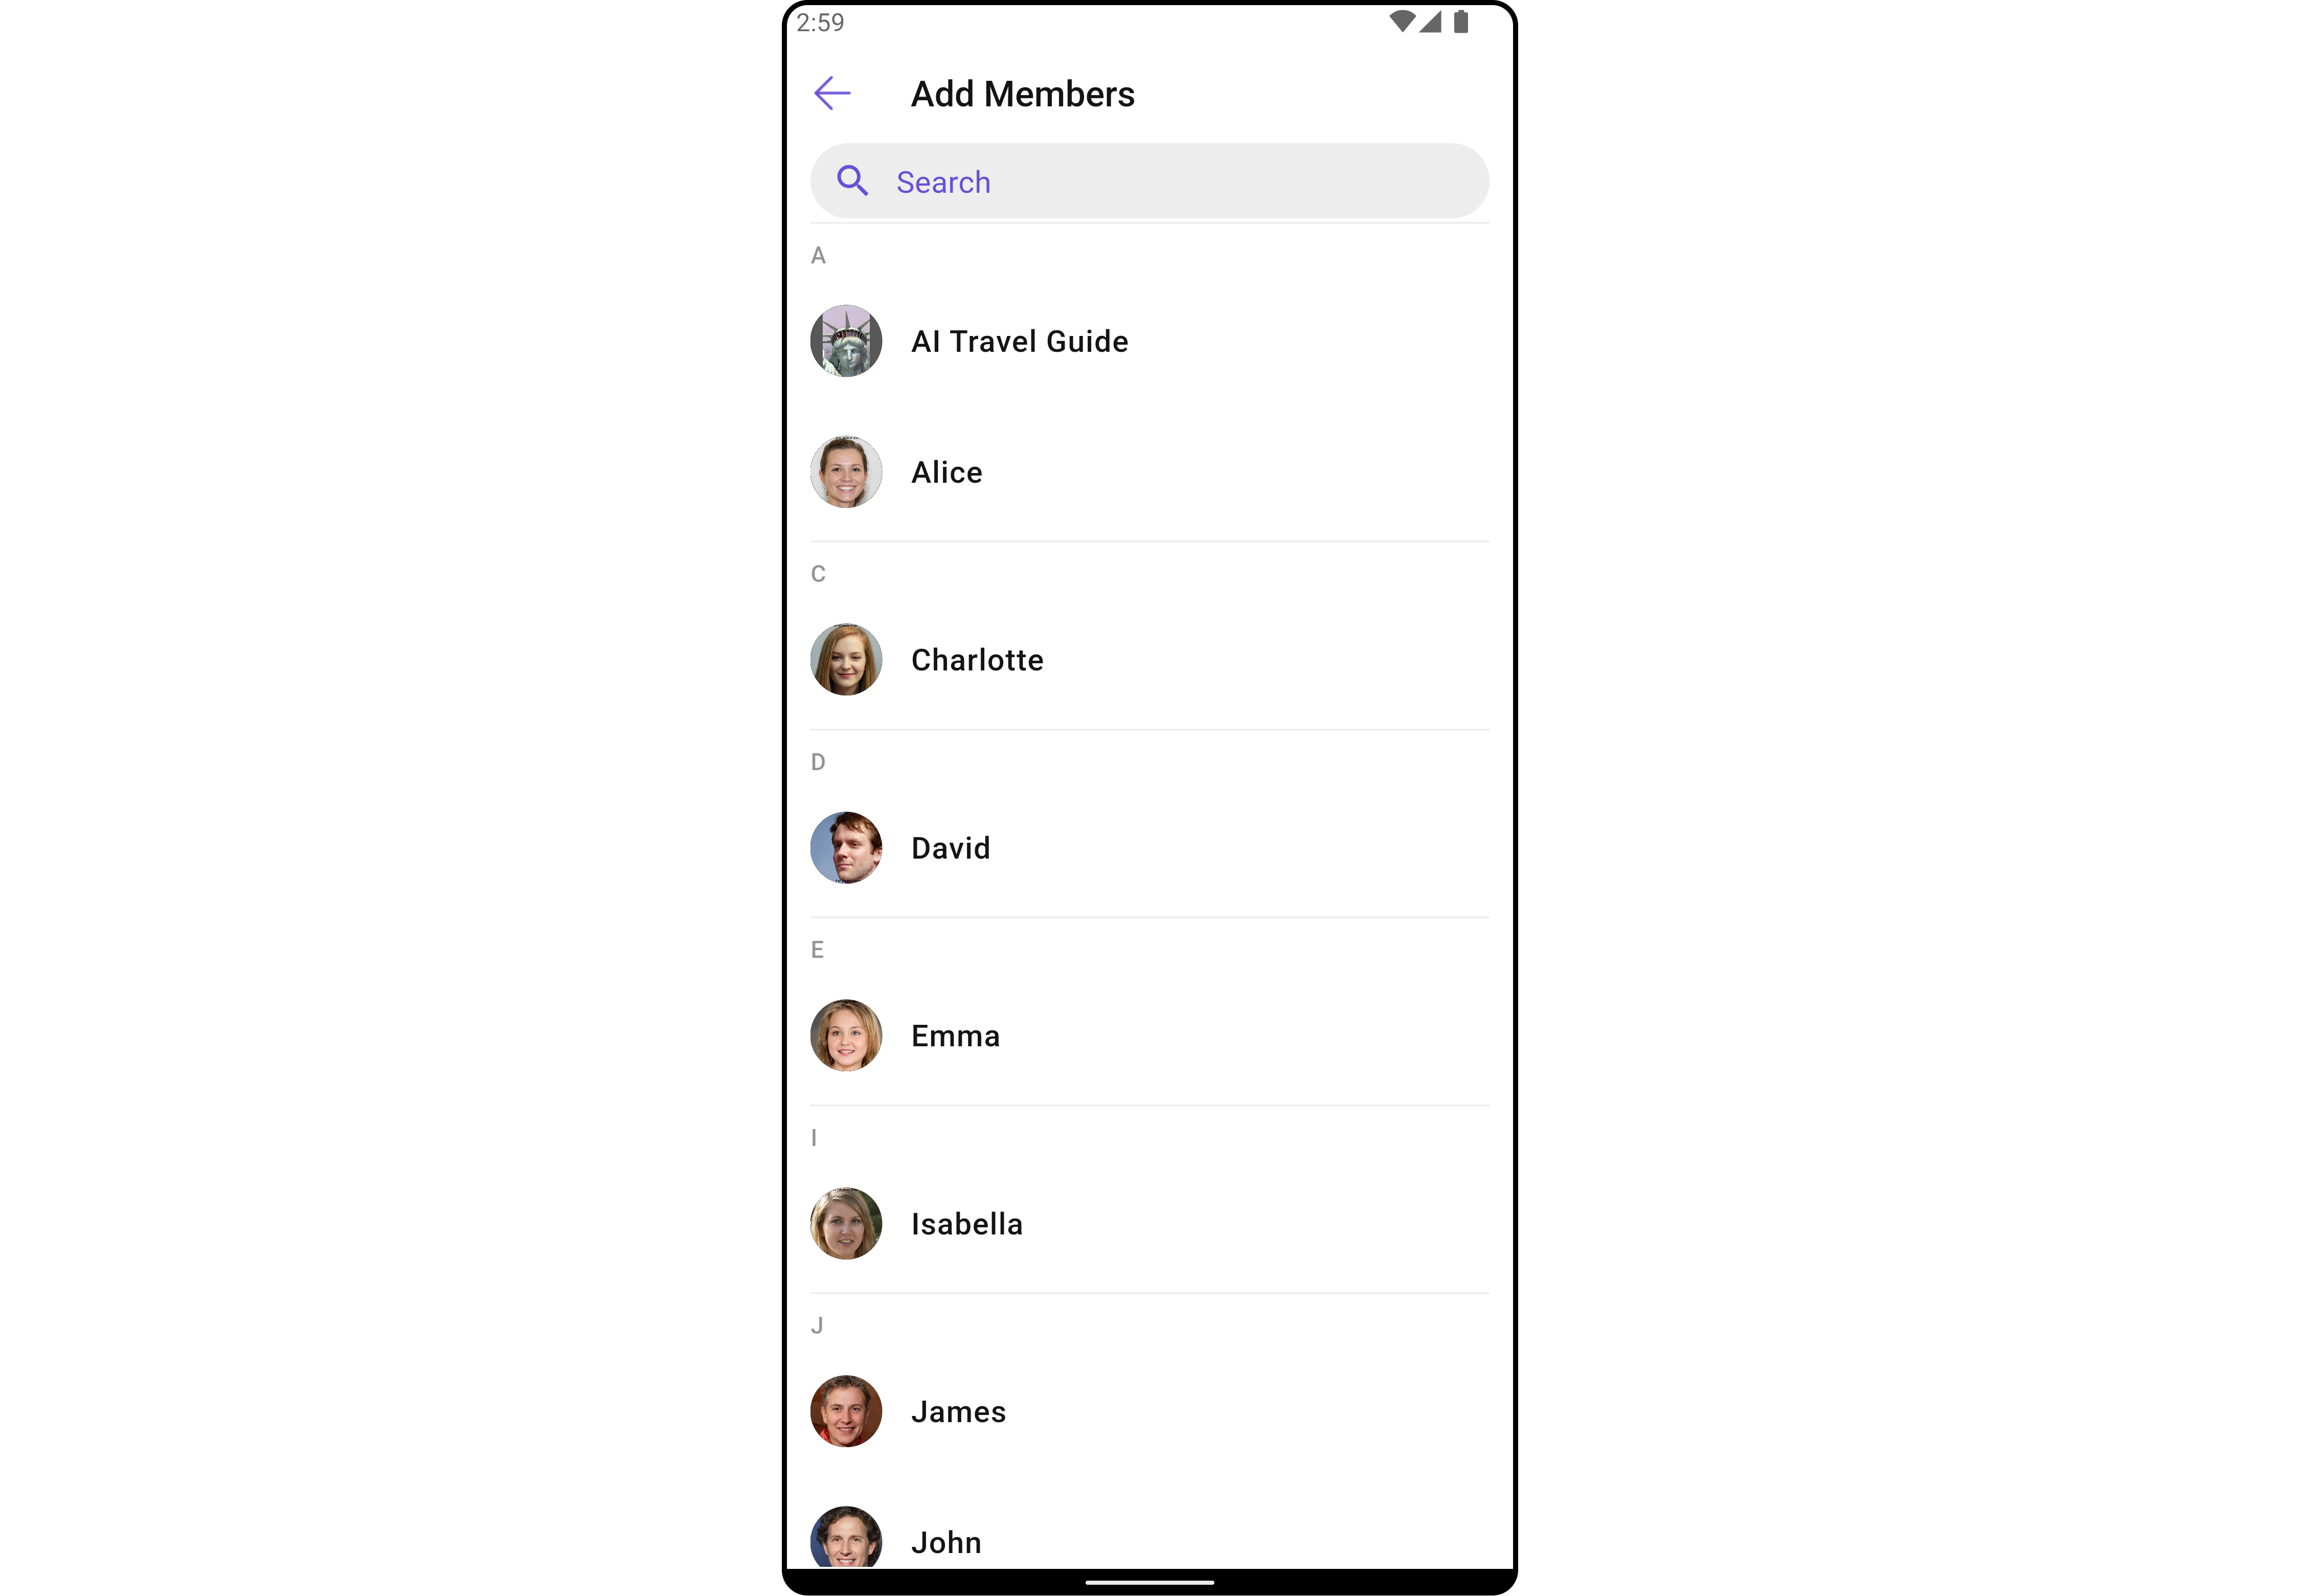 2:59
Add Members
Search
A
AI Travel Guide
Alice
C
Charlotte
D
David
E
Emma
I
Isabella
J
James
John